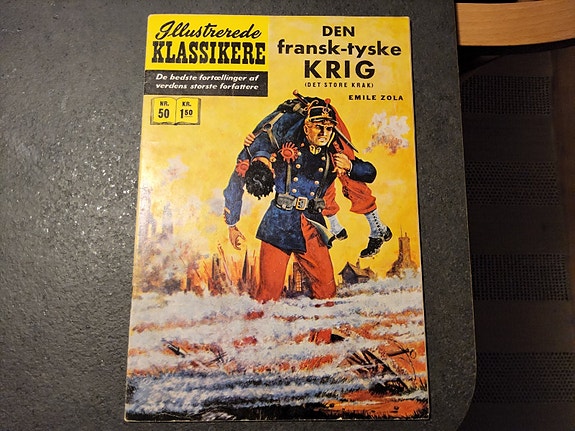 Illustrerede
KLASSIKERE
De bedste fortællinger af
verdens største forfattere
NR.
50
KR.
1.50
DEN
fransk-tyske
KRIG
(DET STORE KRAK)
EMILE ZOLA